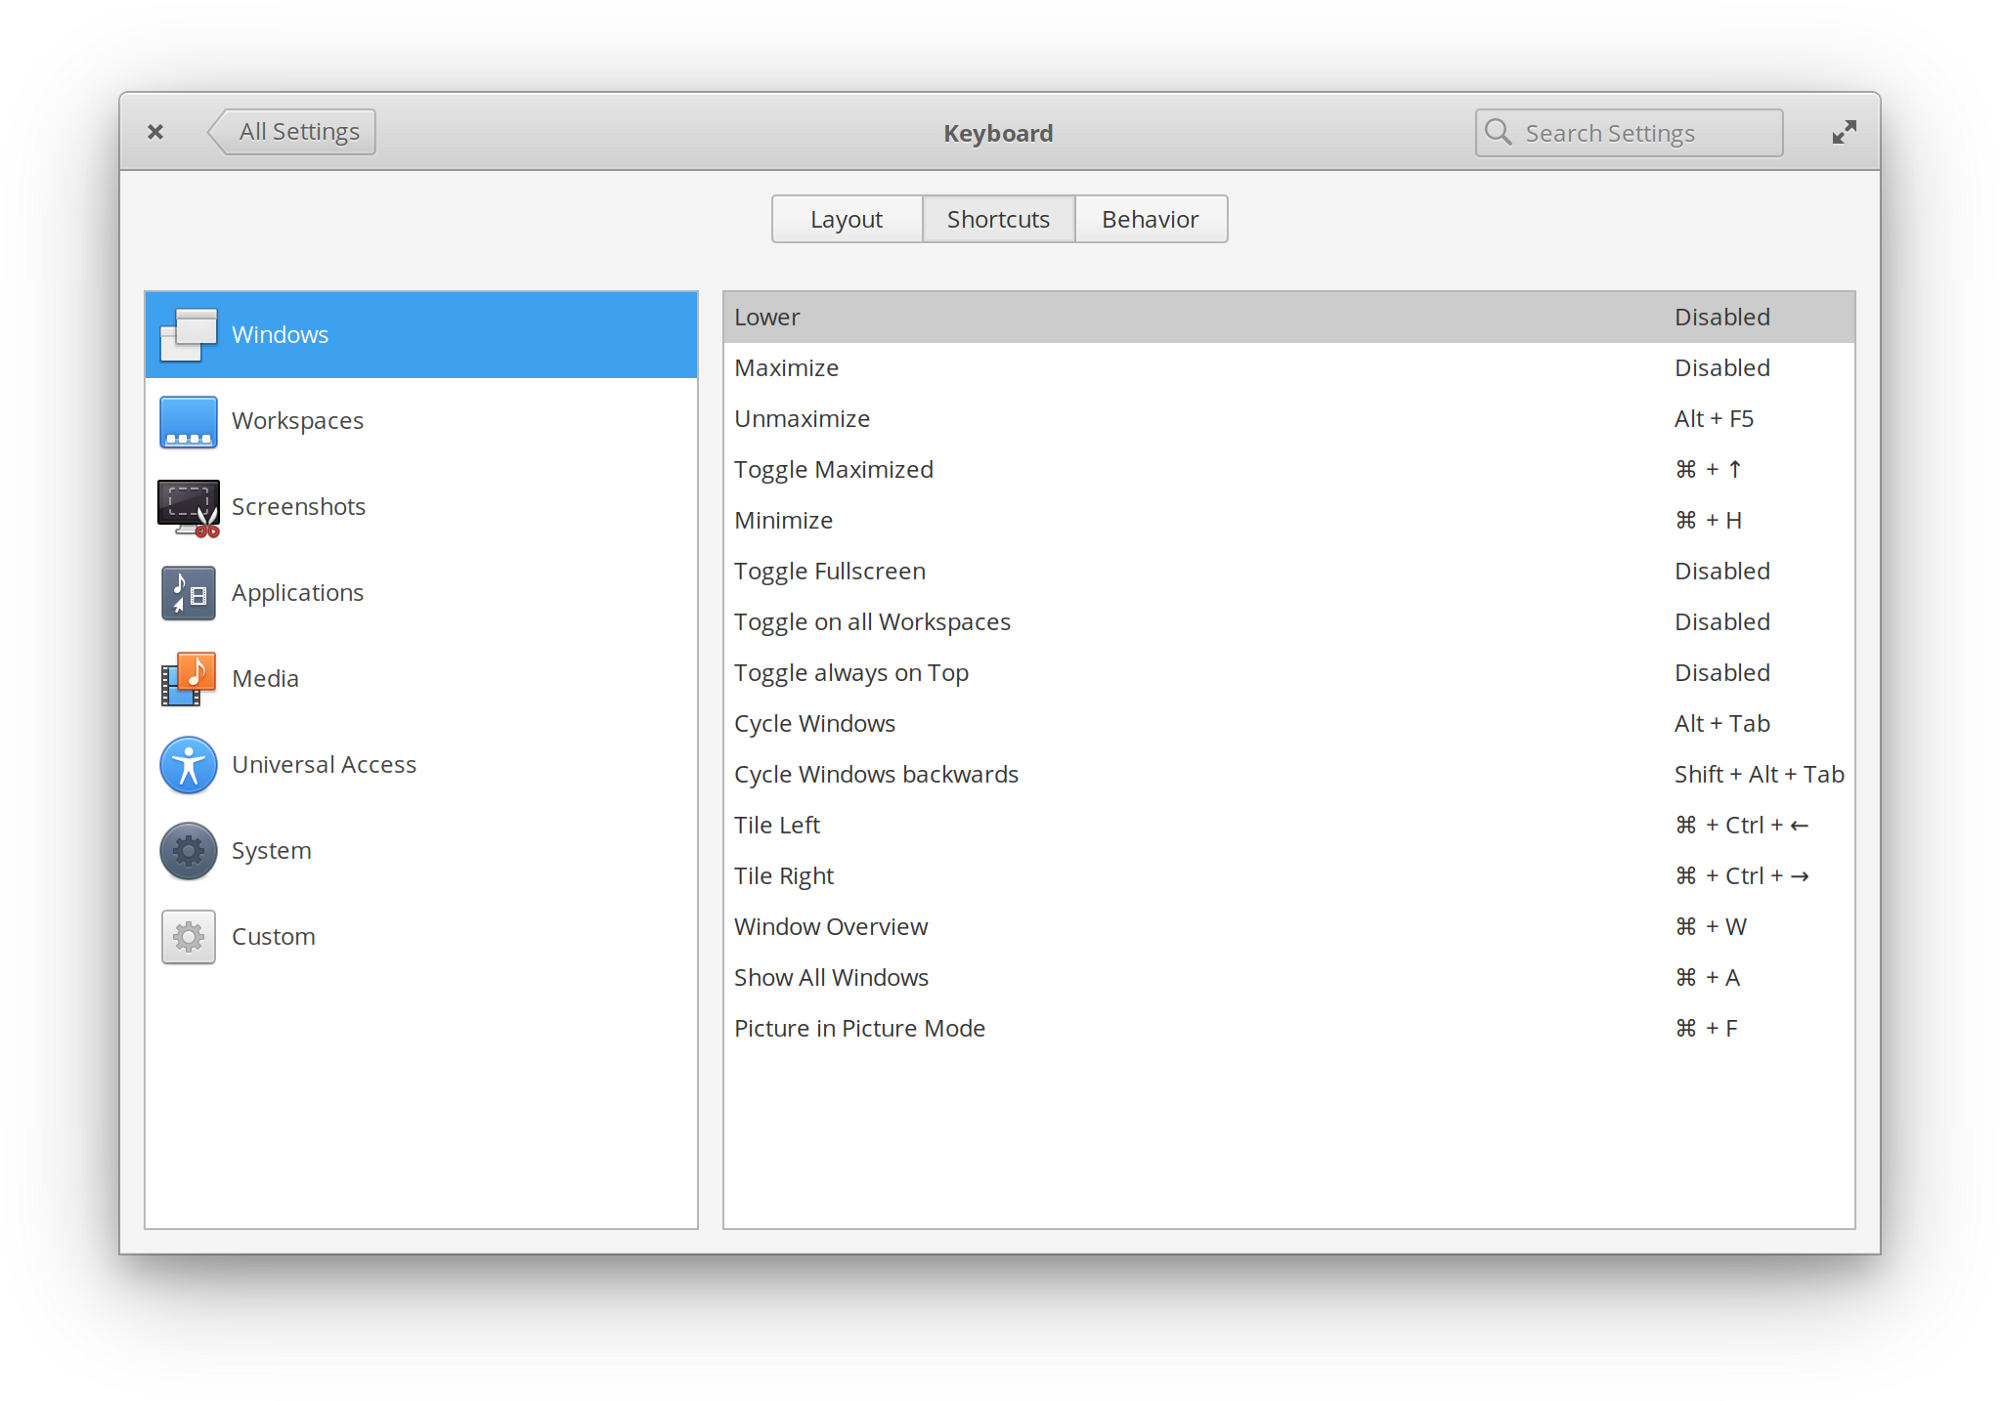 All Settings
Keyboard
Search Settings
Layout
Shortcuts
Behavior
Windows
Workspaces
Screenshots
Applications
Media
Universal Access
System
Custom
Lower Disabled
Maximize Disabled
Unmaximize Alt + F5
Toggle Maximized ⌘ + ↑
Minimize ⌘ + H
Toggle Fullscreen Disabled
Toggle on all Workspaces Disabled
Toggle always on Top Disabled
Cycle Windows Alt + Tab
Cycle Windows backwards Shift + Alt + Tab
Tile Left ⌘ + Ctrl + ←
Tile Right ⌘ + Ctrl + →
Window Overview ⌘ + W
Show All Windows ⌘ + A
Picture in Picture Mode ⌘ + F